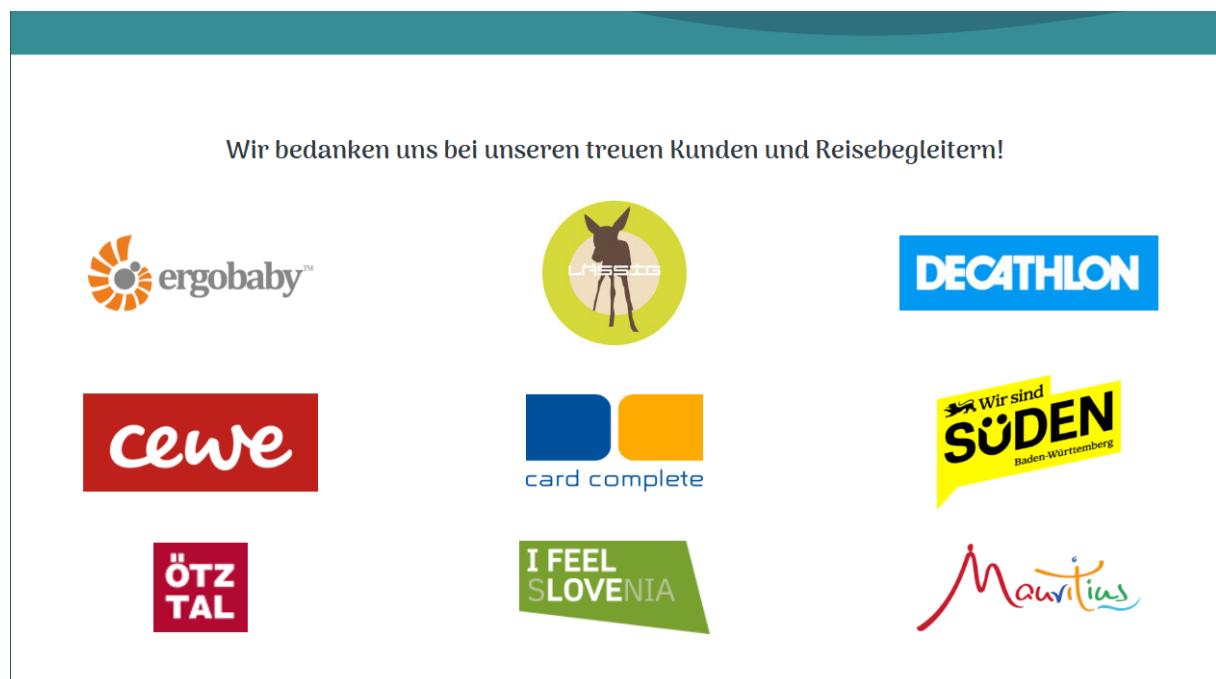 Wir bedanken uns bei unseren treuen Kunden und Reisebegleitern!
ergobaby™
LÄSSIG
DECATHLON
cewe
card complete
Wir sind
SÜDEN
Baden-Württemberg
ÖTZ
TAL
I FEEL
SLOVENIA
Mauritius